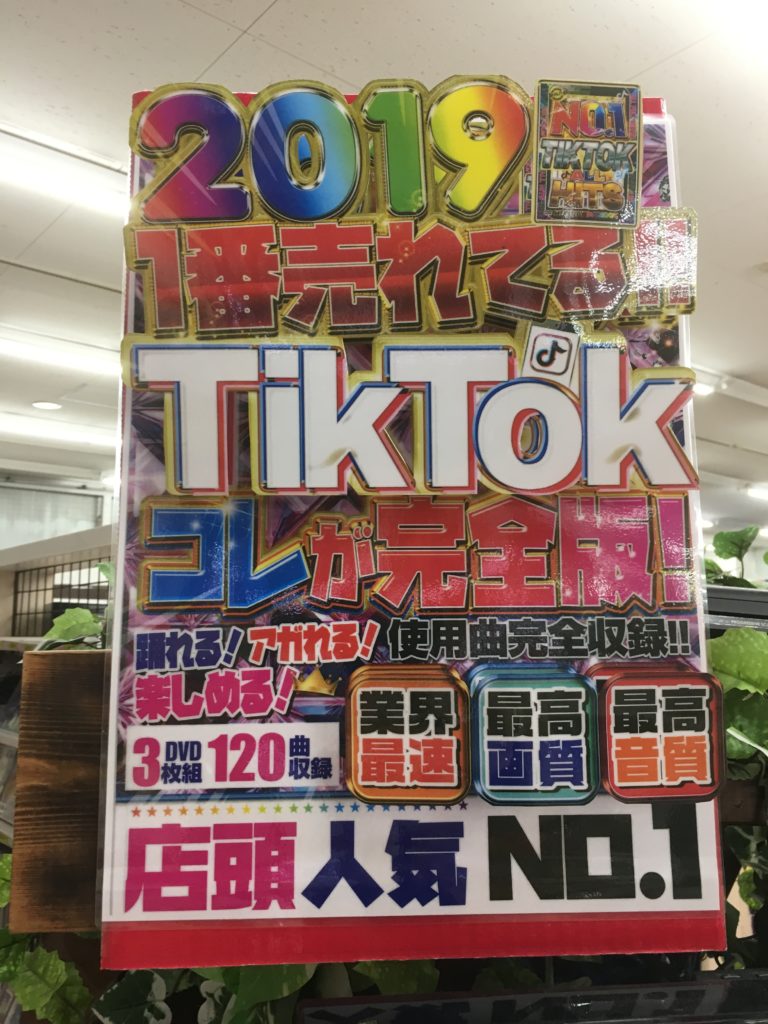 2019
NO.1
TIKTOK
HITS
1番売れてる!!
TikTok
コレが完全版!
踊れる!アガれる!使用曲完全収録!!
楽しめる!
3DVD枚組 120曲収録
業界最速
最高画質
最高音質
店頭人気NO.1